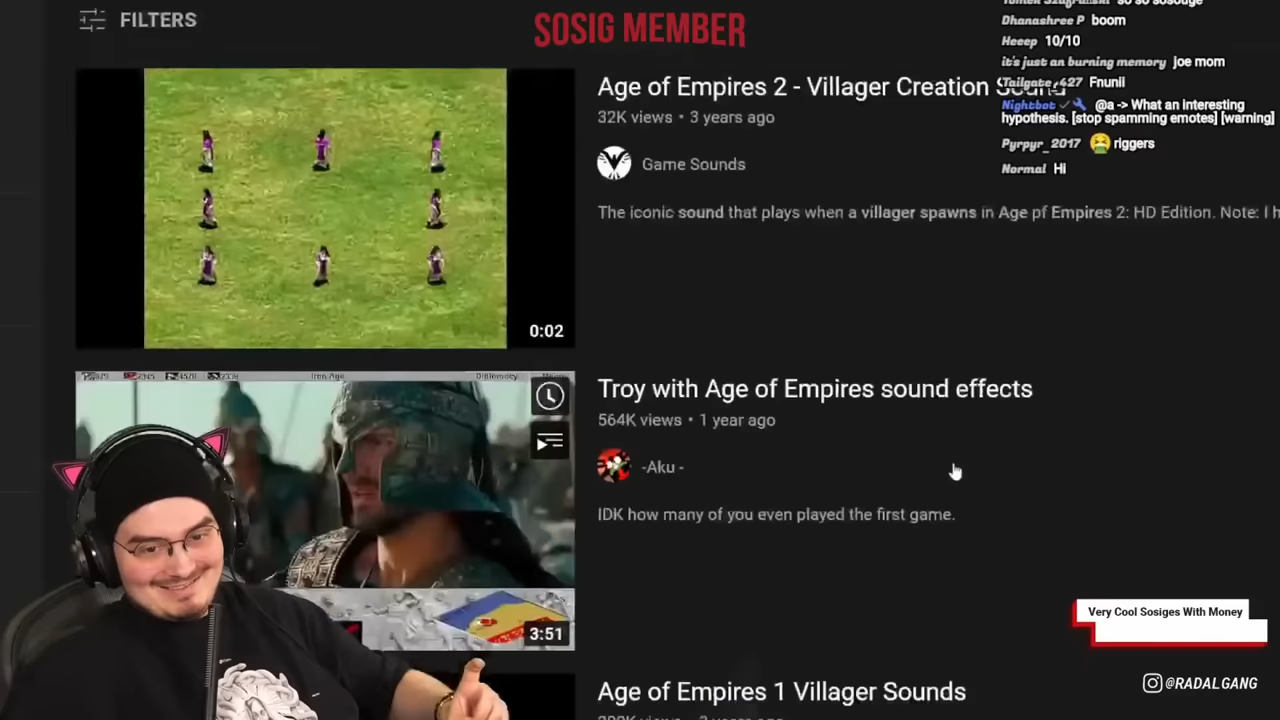 FILTERS
SOSIG MEMBER
Dhanashree P boom
Heeep 10/10
it's just an burning memory joe mom
Tailgate_627 Fnunii
Nightbot @a -> What an interesting
hypothesis. [stop spamming emotes] [warning]
Pyrpyr_2017 riggers
Normal Hi
Age of Empires 2 - Villager Creation Sound
32K views • 3 years ago
Game Sounds
The iconic sound that plays when a villager spawns in Age of Empires 2: HD Edition. Note: I h
0:02
Iron Age
Diplomacy
Troy with Age of Empires sound effects
564K views • 1 year ago
-Aku -
IDK how many of you even played the first game.
3:51
Very Cool Sosiges With Money
@RADALGANG
Age of Empires 1 Villager Sounds